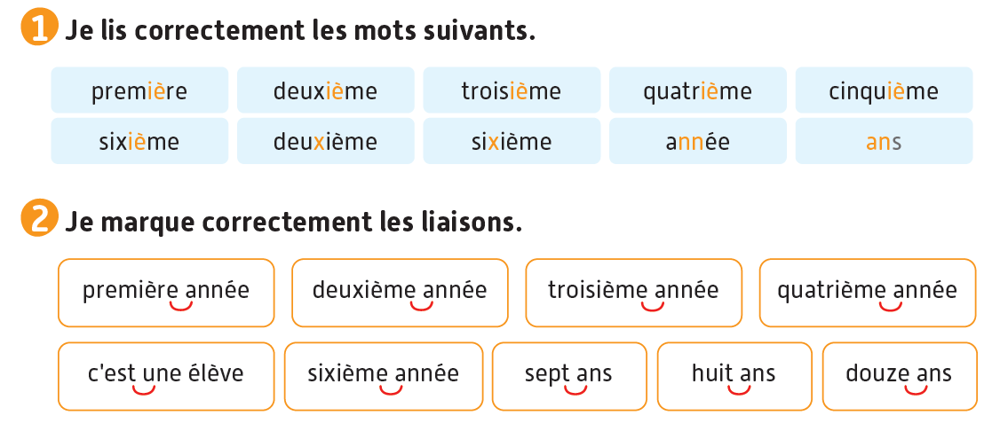 1 Je lis correctement les mots suivants.
première deuxième troisième quatrième cinquième
sixième deuxième sixième année ans
2 Je marque correctement les liaisons.
première année deuxième année troisième année quatrième année
c'est une élève sixième année sept ans huit ans douze ans